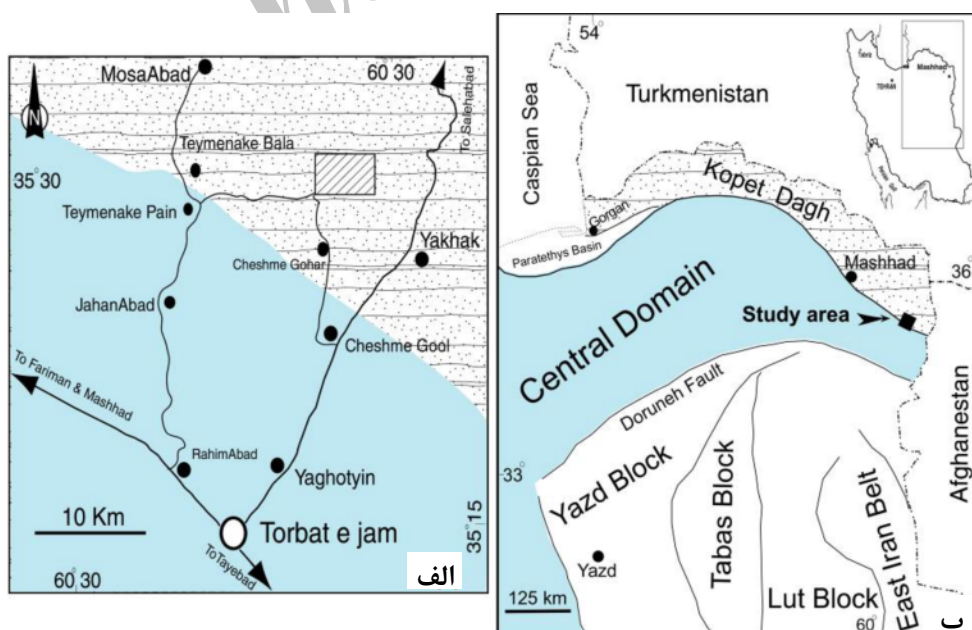 MosaAbad
60 30
To Salehabad
N
Teymenake Bala
35 30
Teymenake Pain
Yakhak
Cheshme Gohar
JahanAbad
Cheshme Gool
To Fariman & Mashhad
RahimAbad
Yaghotyin
10 Km
Torbat e jam
35 15
ToTayebad
60 30
الف
54°
Caspian Sea
Turkmenistan
Mashhad
TEHRAN
Kopet Dagh
Gorgan
Paratethys Basin
Mashhad
36°
Central Domain
Study area
Doruneh Fault
Afghanestan
33°
Yazd Block
Tabas Block
East Iran Belt
Yazd
125 km
Lut Block
60°